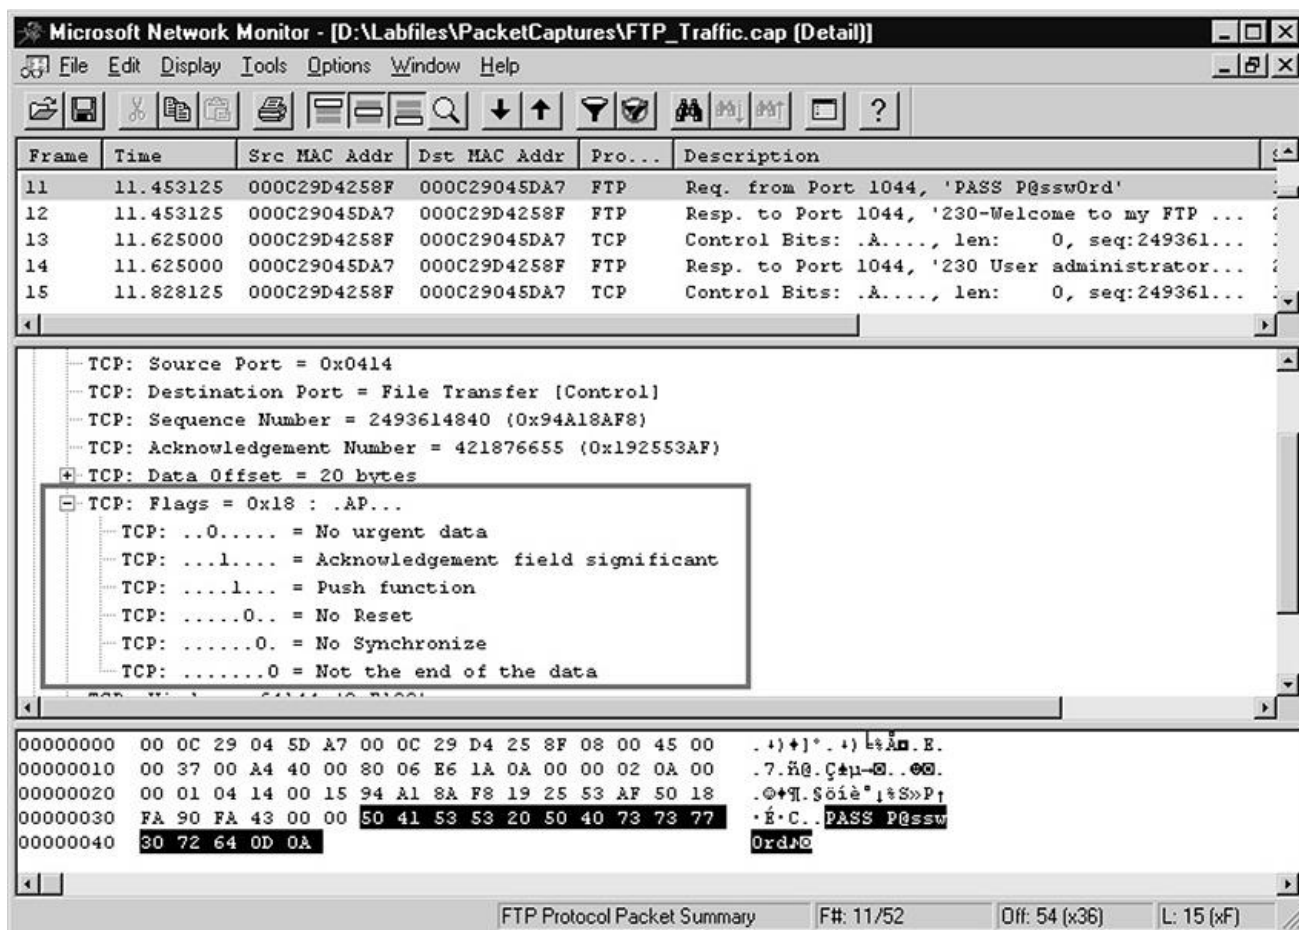 Microsoft Network Monitor - [D:\Labfiles\PacketCaptures\FTP_Traffic.cap (Detail)]
File Edit Display Tools Options Window Help
Frame Time Src MAC Addr Dst MAC Addr Pro... Description
11 11.453125 000C29D4258F 000C29045DA7 FTP Req. from Port 1044, 'PASS P@ssw0rd'
12 11.453125 000C29045DA7 000C29D4258F FTP Resp. to Port 1044, '230-Welcome to my FTP ...
13 11.625000 000C29D4258F 000C29045DA7 TCP Control Bits: .A...., len: 0, seq:249361...
14 11.625000 000C29045DA7 000C29D4258F FTP Resp. to Port 1044, '230 User administrator...
15 11.828125 000C29D4258F 000C29045DA7 TCP Control Bits: .A...., len: 0, seq:249361...
TCP: Source Port = 0x0414
TCP: Destination Port = File Transfer [Control]
TCP: Sequence Number = 2493614840 (0x94A18AF8)
TCP: Acknowledgement Number = 421876655 (0x192553AF)
TCP: Data Offset = 20 bytes
TCP: Flags = 0x18 : .AP...
TCP: ..0..... = No urgent data
TCP: ...1.... = Acknowledgement field significant
TCP: ....1... = Push function
TCP: .....0.. = No Reset
TCP: ......0. = No Synchronize
TCP: .......0 = Not the end of the data
00000000 00 0C 29 04 5D A7 00 0C 29 D4 25 8F 08 00 45 00
00000010 00 37 00 A4 40 00 80 06 E6 1A 0A 00 00 02 0A 00
00000020 00 01 04 14 00 15 94 A1 8A F8 19 25 53 AF 50 18
00000030 FA 90 FA 43 00 00 50 41 53 53 20 50 40 73 73 77 PASS P@ssw
00000040 30 72 64 0D 0A 0rd♪◙
FTP Protocol Packet Summary F#: 11/52 Off: 54 (x36) L: 15 (xF)